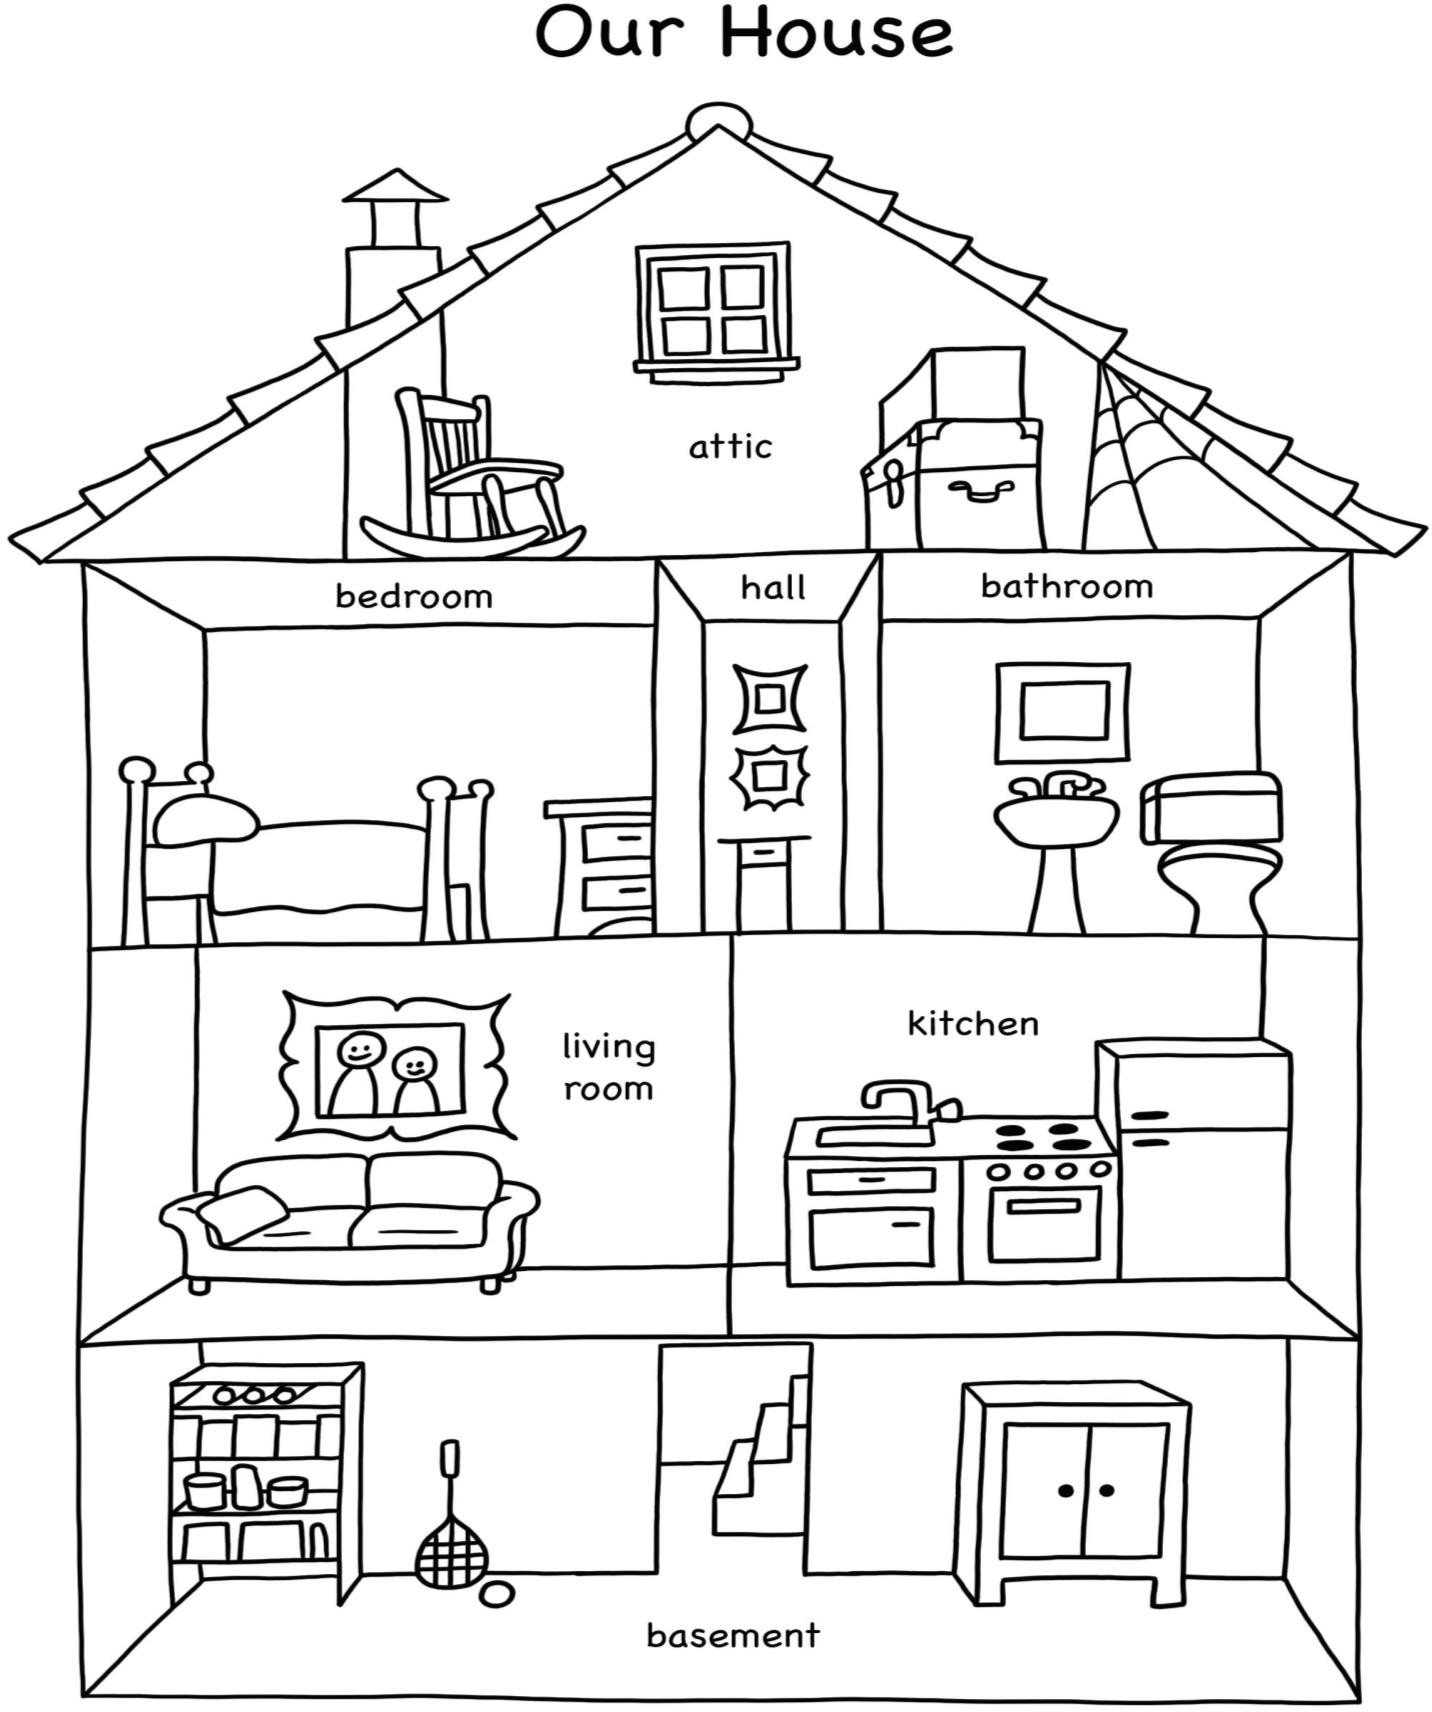 Our House
attic
bedroom
hall
bathroom
living
room
kitchen
basement